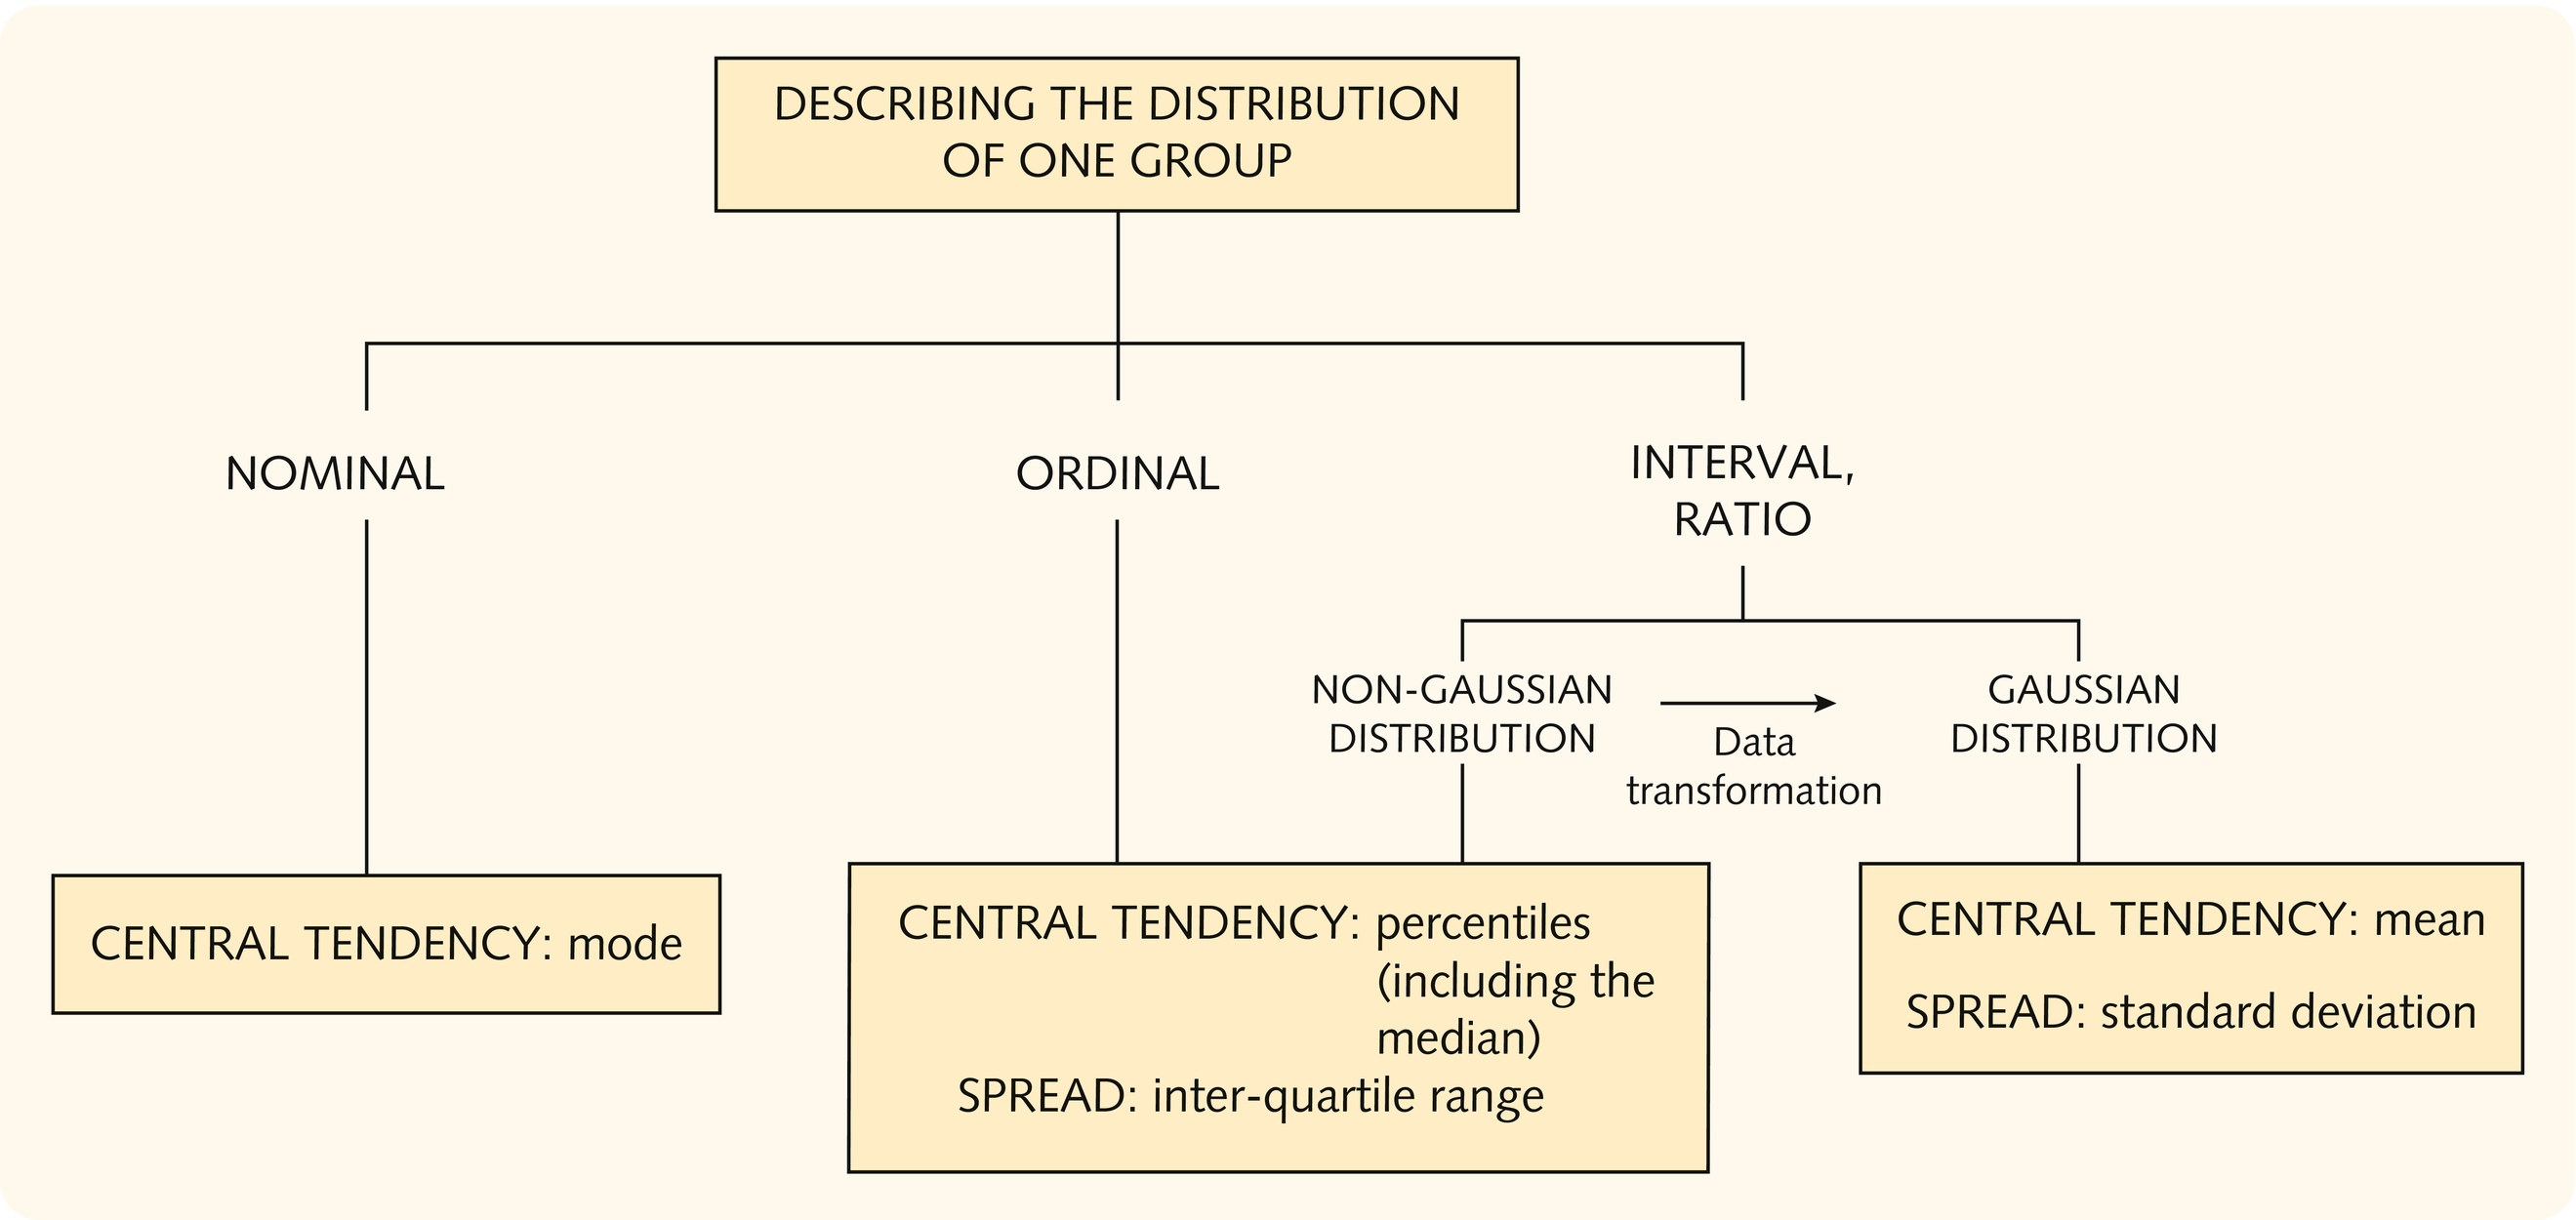 DESCRIBING THE DISTRIBUTION
OF ONE GROUP
NOMINAL
ORDINAL
INTERVAL,
RATIO
NON-GAUSSIAN
DISTRIBUTION
Data
transformation
GAUSSIAN
DISTRIBUTION
CENTRAL TENDENCY: mode
CENTRAL TENDENCY: percentiles
(including the
median)
SPREAD: inter-quartile range
CENTRAL TENDENCY: mean
SPREAD: standard deviation